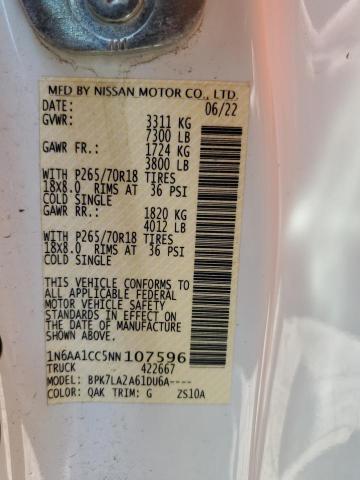 MFD BY NISSAN MOTOR CO., LTD.
DATE: 06/22
GVWR: 3311 KG
7300 LB
GAWR FR.: 1724 KG
3800 LB
WITH P265/70R18 TIRES
18X8.0 RIMS AT 36 PSI
COLD SINGLE
GAWR RR.: 1820 KG
4012 LB
WITH P265/70R18 TIRES
18X8.0 RIMS AT 36 PSI
COLD SINGLE
THIS VEHICLE CONFORMS TO
ALL APPLICABLE FEDERAL
MOTOR VEHICLE SAFETY
STANDARDS IN EFFECT ON
THE DATE OF MANUFACTURE
SHOWN ABOVE.
1N6AA1CC5NN107596
TRUCK 422667
MODEL: BPK7LA2A61DU6A----
COLOR: QAK TRIM: G ZS10A